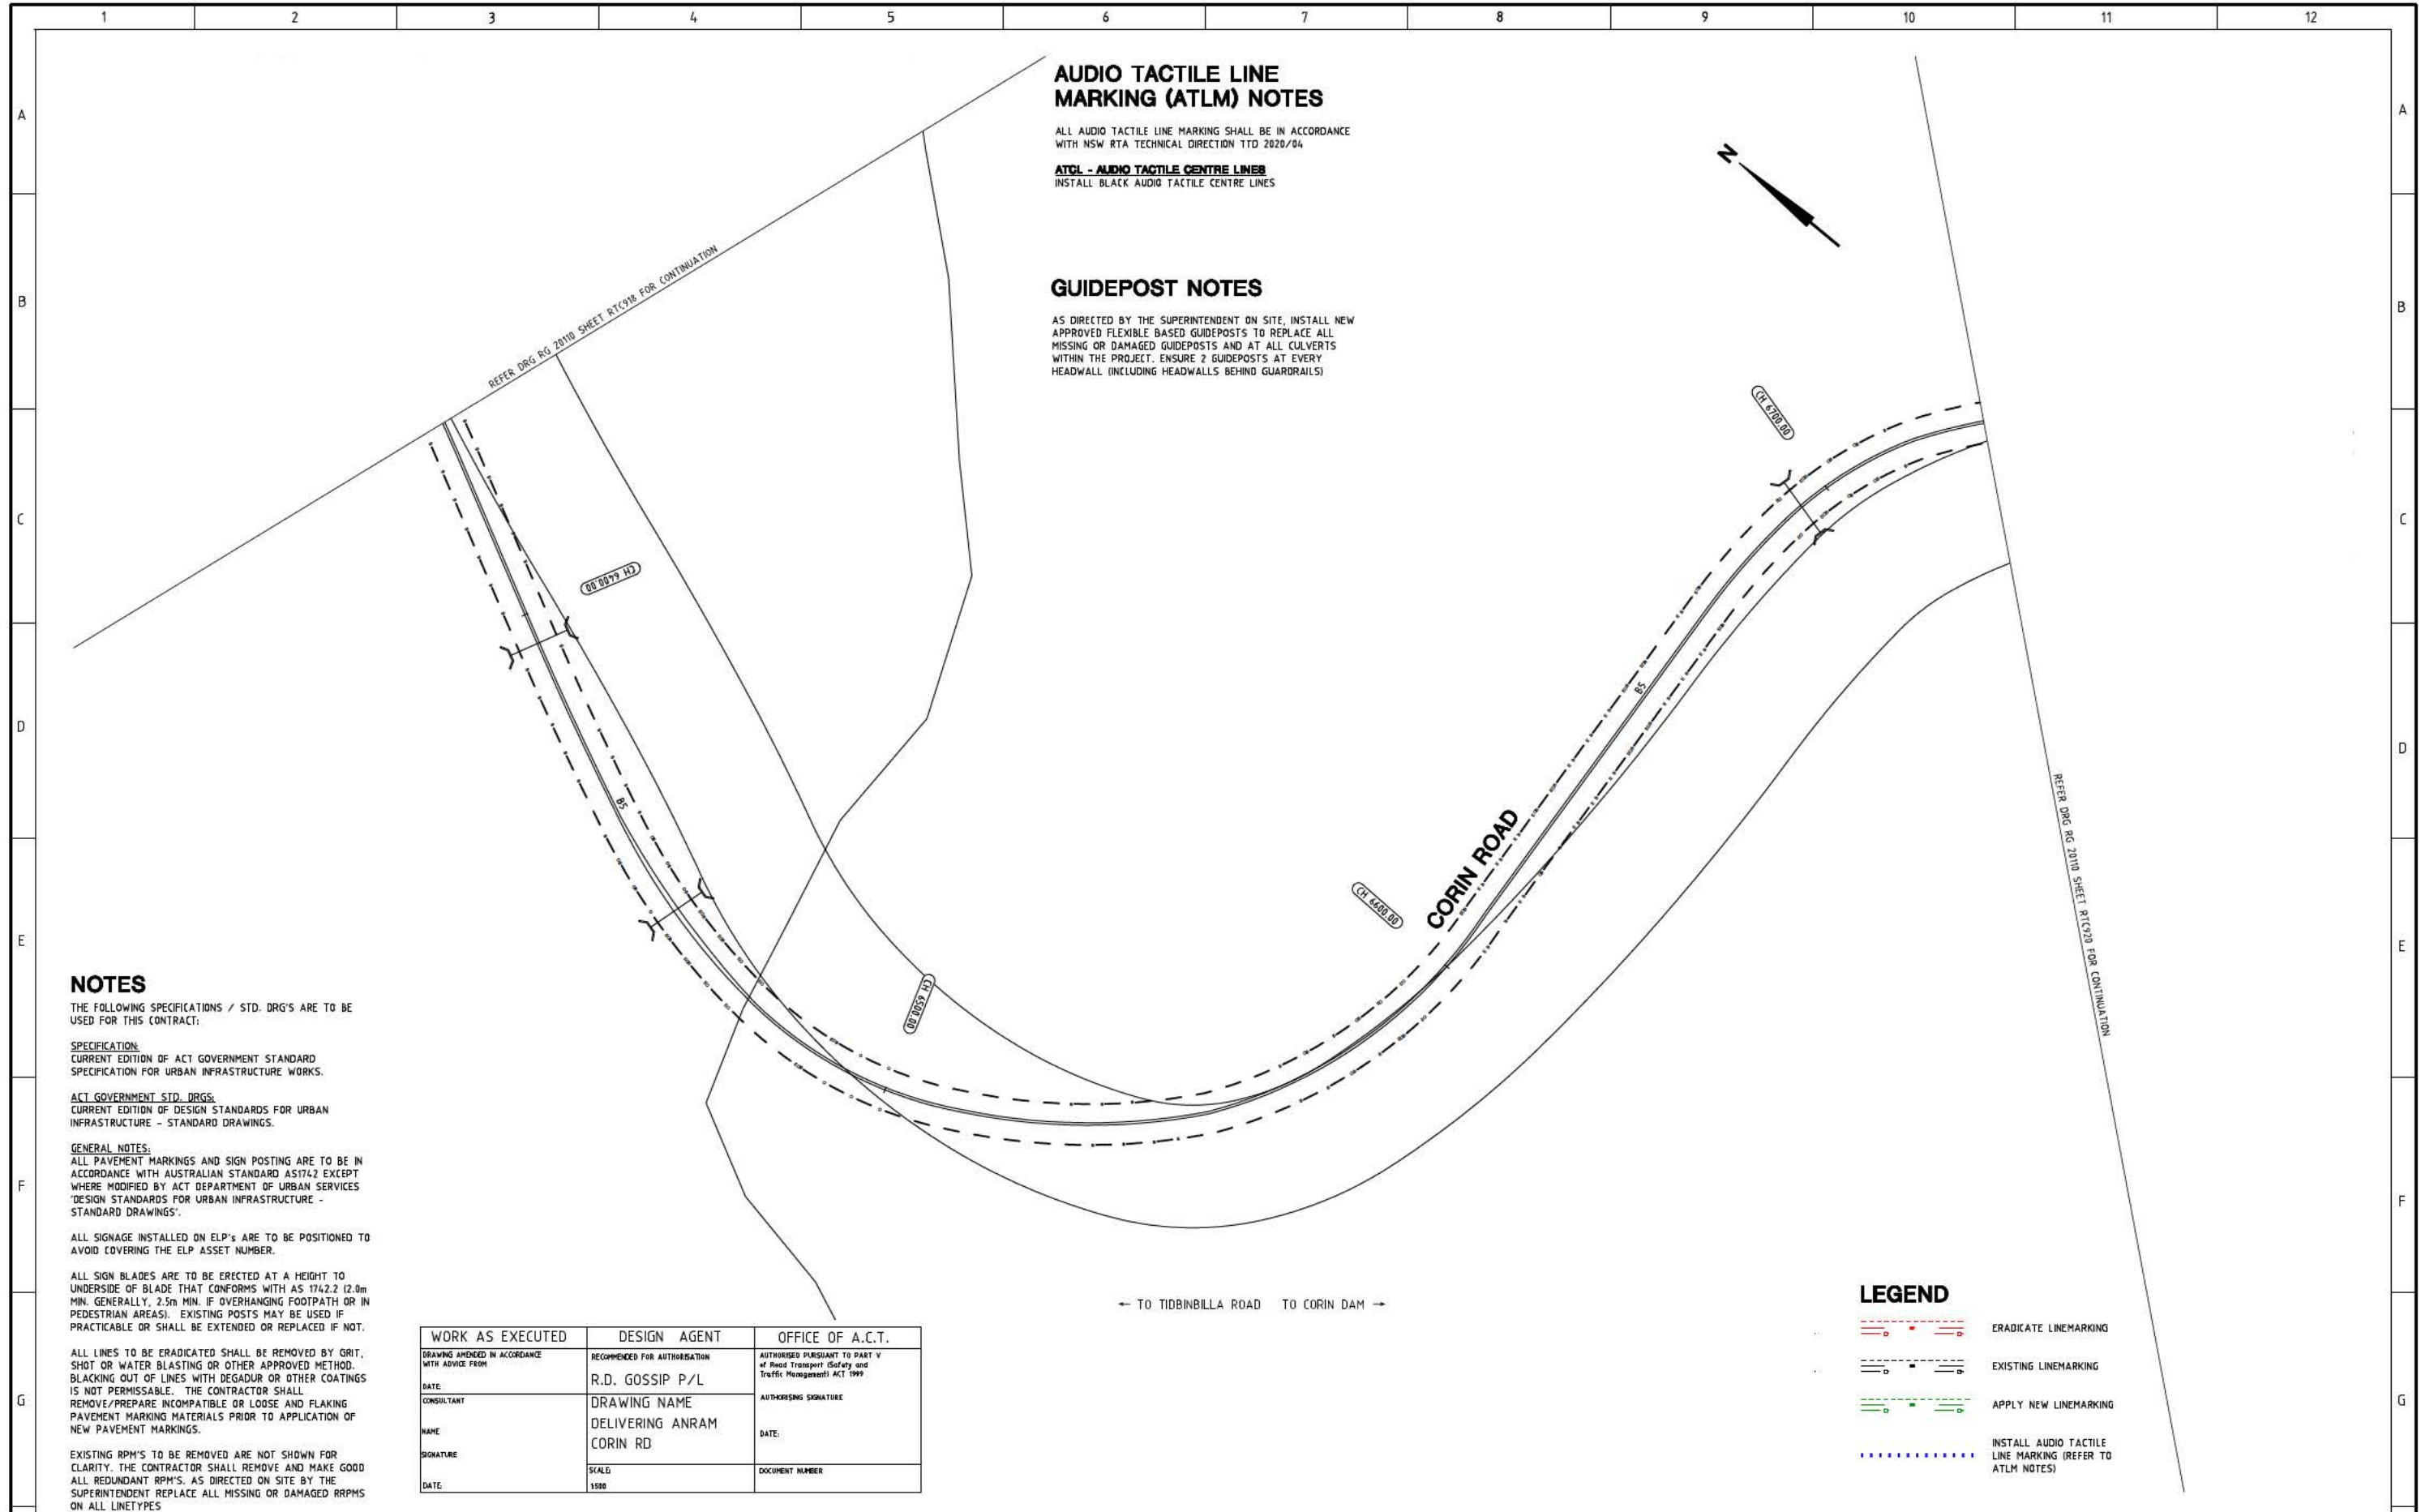 1 2 3 4 5 6 7 8 9 10 11 12
A
B
C
D
E
F
G
A
B
C
D
E
F
G
AUDIO TACTILE LINE
MARKING (ATLM) NOTES
ALL AUDIO TACTILE LINE MARKING SHALL BE IN ACCORDANCE
WITH NSW RTA TECHNICAL DIRECTION TTD 2020/04
ATCL - AUDIO TACTILE CENTRE LINES
INSTALL BLACK AUDIO TACTILE CENTRE LINES
N
GUIDEPOST NOTES
AS DIRECTED BY THE SUPERINTENDENT ON SITE, INSTALL NEW
APPROVED FLEXIBLE BASED GUIDEPOSTS TO REPLACE ALL
MISSING OR DAMAGED GUIDEPOSTS AND AT ALL CULVERTS
WITHIN THE PROJECT. ENSURE 2 GUIDEPOSTS AT EVERY
HEADWALL (INCLUDING HEADWALLS BEHIND GUARDRAILS)
REFER DRG RG 20110 SHEET RTC918 FOR CONTINUATION
CH 6400.00
BS
CH 6500.00
CH 6600.00
CORIN ROAD
BS
CH 6700.00
REFER DRG RG 20110 SHEET RTC920 FOR CONTINUATION
NOTES
THE FOLLOWING SPECIFICATIONS / STD. DRG'S ARE TO BE
USED FOR THIS CONTRACT:
SPECIFICATION:
CURRENT EDITION OF ACT GOVERNMENT STANDARD
SPECIFICATION FOR URBAN INFRASTRUCTURE WORKS.
ACT GOVERNMENT STD. DRGS:
CURRENT EDITION OF DESIGN STANDARDS FOR URBAN
INFRASTRUCTURE - STANDARD DRAWINGS.
GENERAL NOTES:
ALL PAVEMENT MARKINGS AND SIGN POSTING ARE TO BE IN
ACCORDANCE WITH AUSTRALIAN STANDARD AS1742 EXCEPT
WHERE MODIFIED BY ACT DEPARTMENT OF URBAN SERVICES
'DESIGN STANDARDS FOR URBAN INFRASTRUCTURE -
STANDARD DRAWINGS'.
ALL SIGNAGE INSTALLED ON ELP's ARE TO BE POSITIONED TO
AVOID COVERING THE ELP ASSET NUMBER.
ALL SIGN BLADES ARE TO BE ERECTED AT A HEIGHT TO
UNDERSIDE OF BLADE THAT CONFORMS WITH AS 1742.2 (2.0m
MIN. GENERALLY, 2.5m MIN. IF OVERHANGING FOOTPATH OR IN
PEDESTRIAN AREAS). EXISTING POSTS MAY BE USED IF
PRACTICABLE OR SHALL BE EXTENDED OR REPLACED IF NOT.
ALL LINES TO BE ERADICATED SHALL BE REMOVED BY GRIT,
SHOT OR WATER BLASTING OR OTHER APPROVED METHOD.
BLACKING OUT OF LINES WITH DEGADUR OR OTHER COATINGS
IS NOT PERMISSABLE. THE CONTRACTOR SHALL
REMOVE/PREPARE INCOMPATIBLE OR LOOSE AND FLAKING
PAVEMENT MARKING MATERIALS PRIOR TO APPLICATION OF
NEW PAVEMENT MARKINGS.
EXISTING RPM'S TO BE REMOVED ARE NOT SHOWN FOR
CLARITY. THE CONTRACTOR SHALL REMOVE AND MAKE GOOD
ALL REDUNDANT RPM'S. AS DIRECTED ON SITE BY THE
SUPERINTENDENT REPLACE ALL MISSING OR DAMAGED RRPMS
ON ALL LINETYPES
← TO TIDBINBILLA ROAD TO CORIN DAM →
WORK AS EXECUTED
DRAWING AMENDED IN ACCORDANCE
WITH ADVICE FROM
DATE:
CONSULTANT
NAME
SIGNATURE
DATE:
DESIGN AGENT
RECOMMENDED FOR AUTHORISATION
R.D. GOSSIP P/L
DRAWING NAME
DELIVERING ANRAM
CORIN RD
SCALE:
1:500
OFFICE OF A.C.T.
AUTHORISED PURSUANT TO PART V
of Road Transport (Safety and
Traffic Management) ACT 1999
AUTHORISING SIGNATURE
DATE:
DOCUMENT NUMBER
LEGEND
ERADICATE LINEMARKING
EXISTING LINEMARKING
APPLY NEW LINEMARKING
INSTALL AUDIO TACTILE
LINE MARKING (REFER TO
ATLM NOTES)